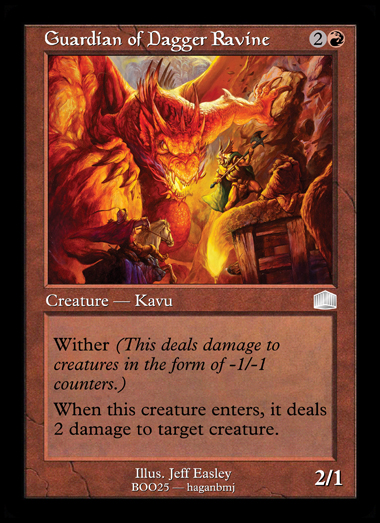 Guardian of Dagger Ravine 2
Creature — Kavu
Wither (This deals damage to
creatures in the form of -1/-1
counters.)
When this creature enters, it deals
2 damage to target creature.
Illus. Jeff Easley
BOO25 — haganbmj
2/1